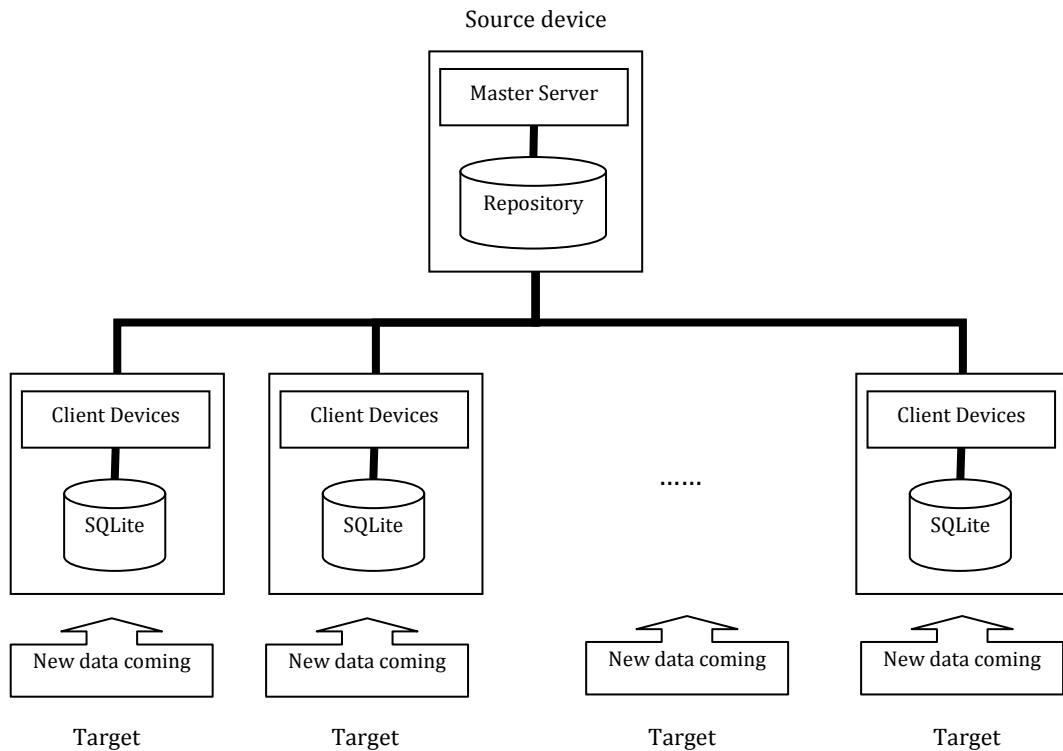 Source device
Master Server
Repository
Client Devices
Client Devices
Client Devices
SQLite
SQLite
......
SQLite
New data coming
New data coming
New data coming
New data coming
Target
Target
Target
Target